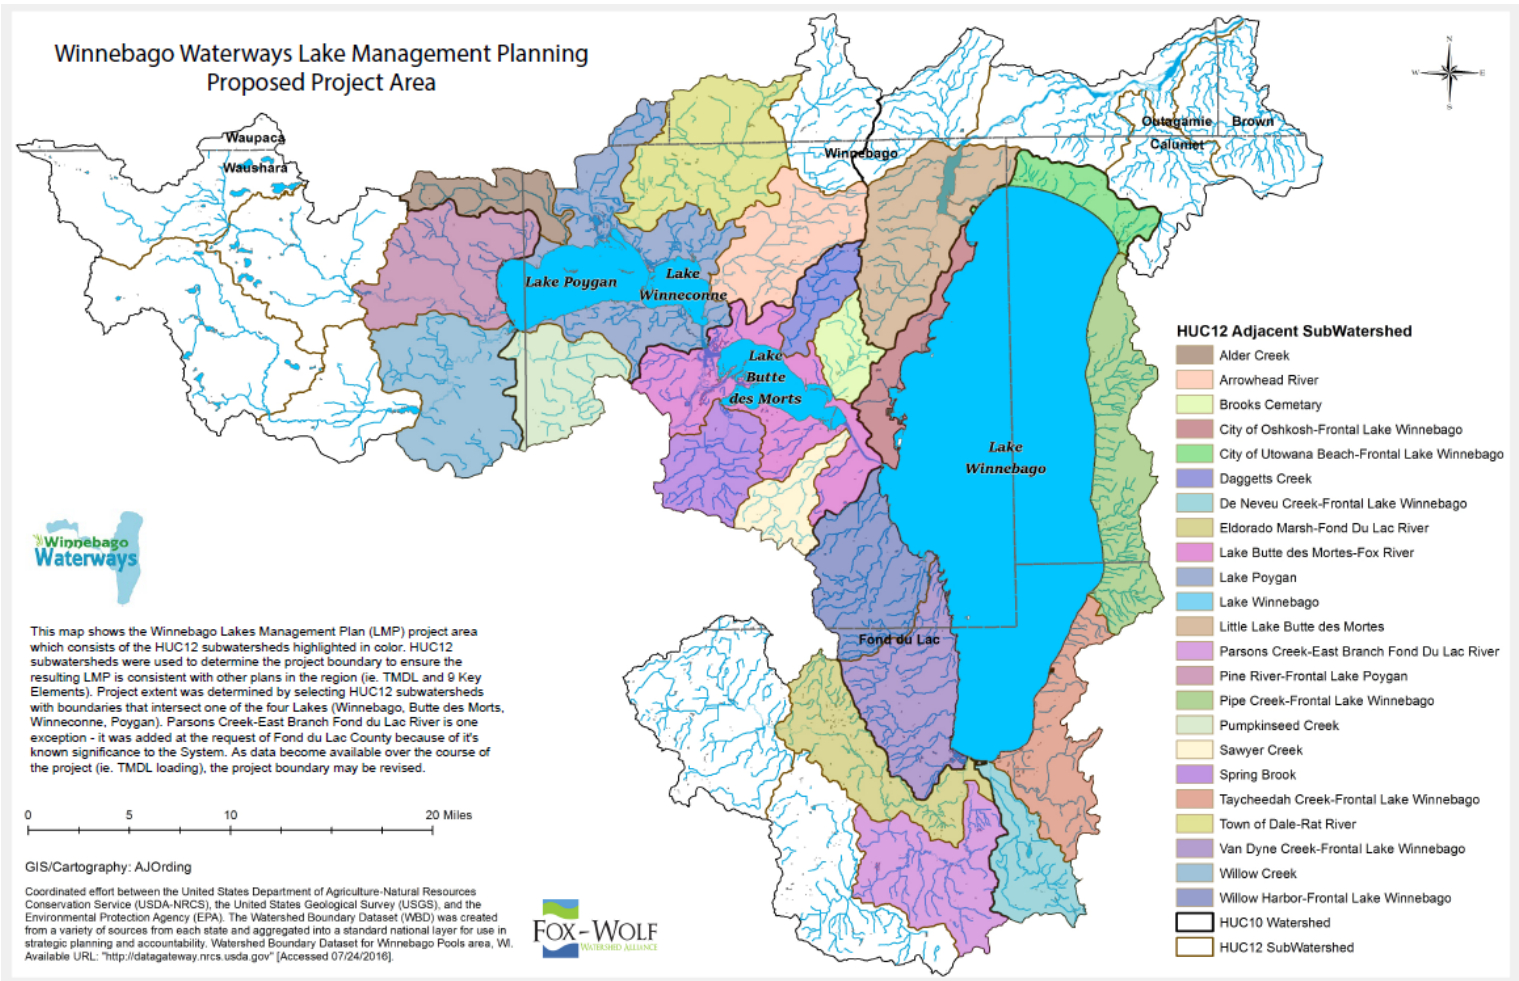 Winnebago Waterways Lake Management Planning
Proposed Project Area
N
W E
S
Waupaca
Waushara
Winnebago
Outagamie
Brown
Calumet
Lake Poygan
Lake
Winneconne
Lake
Butte
des Morts
Lake
Winnebago
Fond du Lac
HUC12 Adjacent SubWatershed
Alder Creek
Arrowhead River
Brooks Cemetary
City of Oshkosh-Frontal Lake Winnebago
City of Utowana Beach-Frontal Lake Winnebago
Daggetts Creek
De Neveu Creek-Frontal Lake Winnebago
Eldorado Marsh-Fond Du Lac River
Lake Butte des Mortes-Fox River
Lake Poygan
Lake Winnebago
Little Lake Butte des Mortes
Parsons Creek-East Branch Fond Du Lac River
Pine River-Frontal Lake Poygan
Pipe Creek-Frontal Lake Winnebago
Pumpkinseed Creek
Sawyer Creek
Spring Brook
Taycheedah Creek-Frontal Lake Winnebago
Town of Dale-Rat River
Van Dyne Creek-Frontal Lake Winnebago
Willow Creek
Willow Harbor-Frontal Lake Winnebago
HUC10 Watershed
HUC12 SubWatershed
Winnebago
Waterways
This map shows the Winnebago Lakes Management Plan (LMP) project area
which consists of the HUC12 subwatersheds highlighted in color. HUC12
subwatersheds were used to determine the project boundary to ensure the
resulting LMP is consistent with other plans in the region (ie. TMDL and 9 Key
Elements). Project extent was determined by selecting HUC12 subwatersheds
with boundaries that intersect one of the four Lakes (Winnebago, Butte des Morts,
Winneconne, Poygan). Parsons Creek-East Branch Fond du Lac River is one
exception - it was added at the request of Fond du Lac County because of it's
known significance to the System. As data become available over the course of
the project (ie. TMDL loading), the project boundary may be revised.
0 5 10 20 Miles
GIS/Cartography: AJOrding
Coordinated effort between the United States Department of Agriculture-Natural Resources
Conservation Service (USDA-NRCS), the United States Geological Survey (USGS), and the
Environmental Protection Agency (EPA). The Watershed Boundary Dataset (WBD) was created
from a variety of sources from each state and aggregated into a standard national layer for use in
strategic planning and accountability. Watershed Boundary Dataset for Winnebago Pools area, WI.
Available URL: "http://datagateway.nrcs.usda.gov" [Accessed 07/24/2016].
FOX-WOLF
WATERSHED ALLIANCE